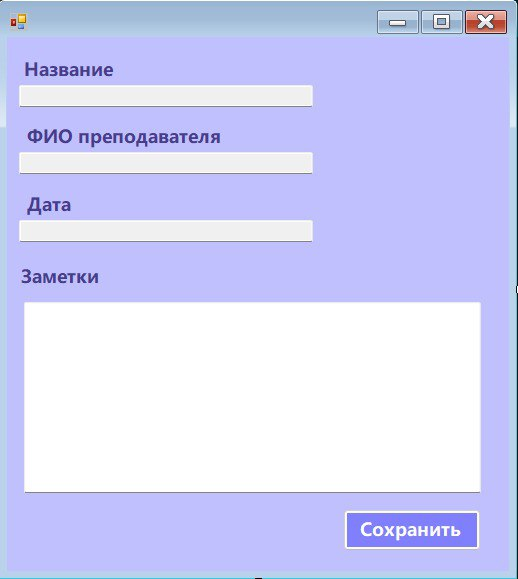 Название
ФИО преподавателя
Дата
Заметки
Сохранить